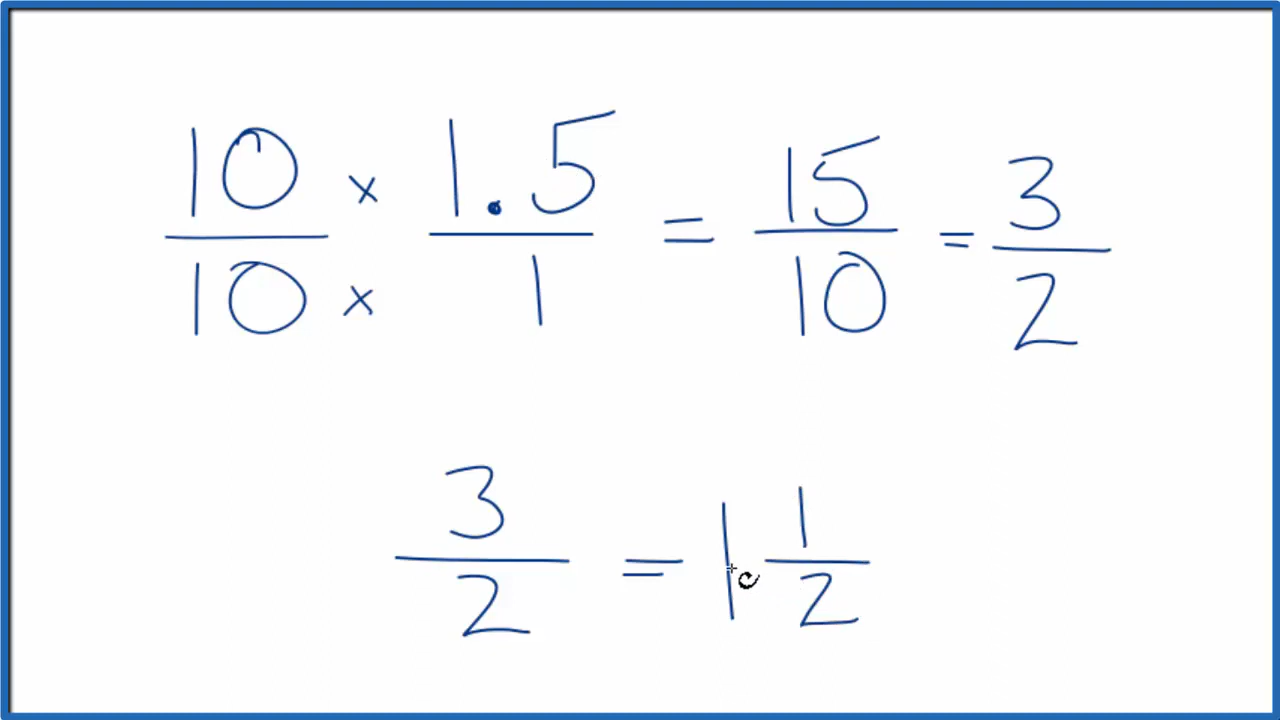 10/10 × 1.5/1 = 15/10 = 3/2
3/2 = 1 1/2